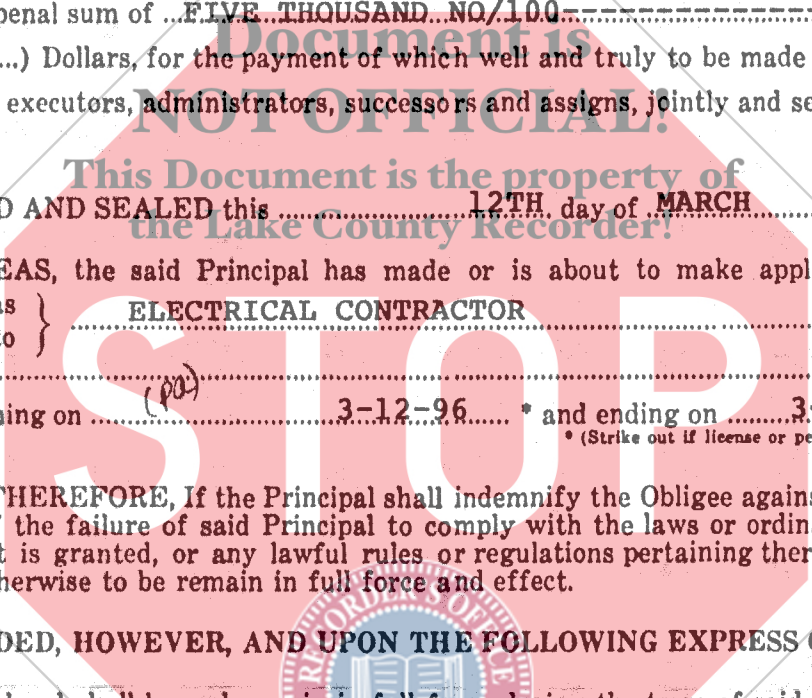 penal sum of ...FIVE THOUSAND NO/100--------------------
Document is
...) Dollars, for the payment of which well and truly to be made
NOT OFFICIAL!
executors, administrators, successors and assigns, jointly and se
This Document is the property of
D AND SEALED this ........................12TH. day of .MARCH......
the Lake County Recorder!
EAS, the said Principal has made or is about to make appl
as } ELECTRICAL CONTRACTOR
to
STOP
ning on ..........................3-12-96...... * and ending on ........3
* (Strike out if license or pe
THEREFORE, If the Principal shall indemnify the Obligee agains
the failure of said Principal to comply with the laws or ordin
t is granted, or any lawful rules or regulations pertaining ther
herwise to be remain in full force and effect.
RECORDER'S OFFICE
DED, HOWEVER, AND UPON THE FOLLOWING EXPRESS